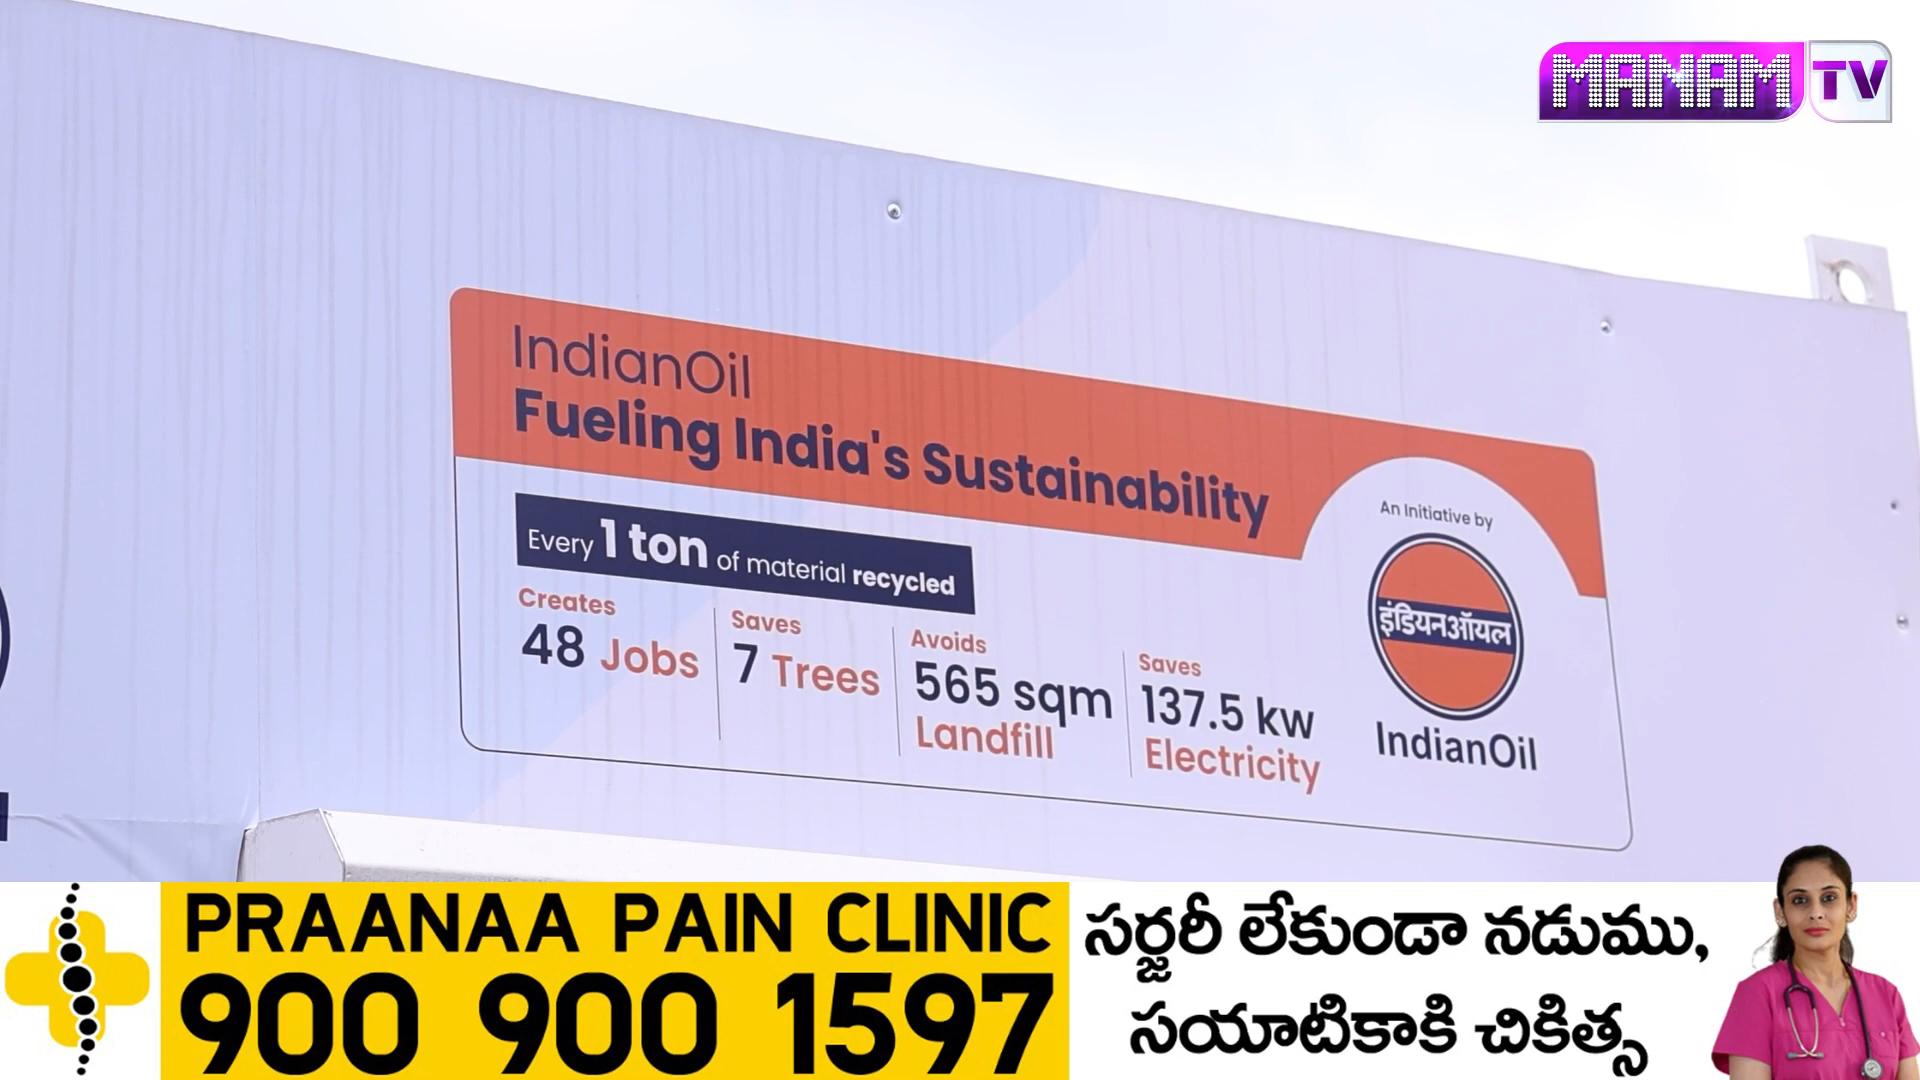 MANAM TV
IndianOil
Fueling India's Sustainability
An Initiative by
Every 1 ton of material recycled
Creates
48 Jobs
Saves
7 Trees
Avoids
565 sqm
Landfill
Saves
137.5 kw
Electricity
इंडियनऑयल
IndianOil
PRAANAA PAIN CLINIC
900 900 1597
సర్జరీ లేకుండా నడుము,
సయాటికాకి చికిత్స